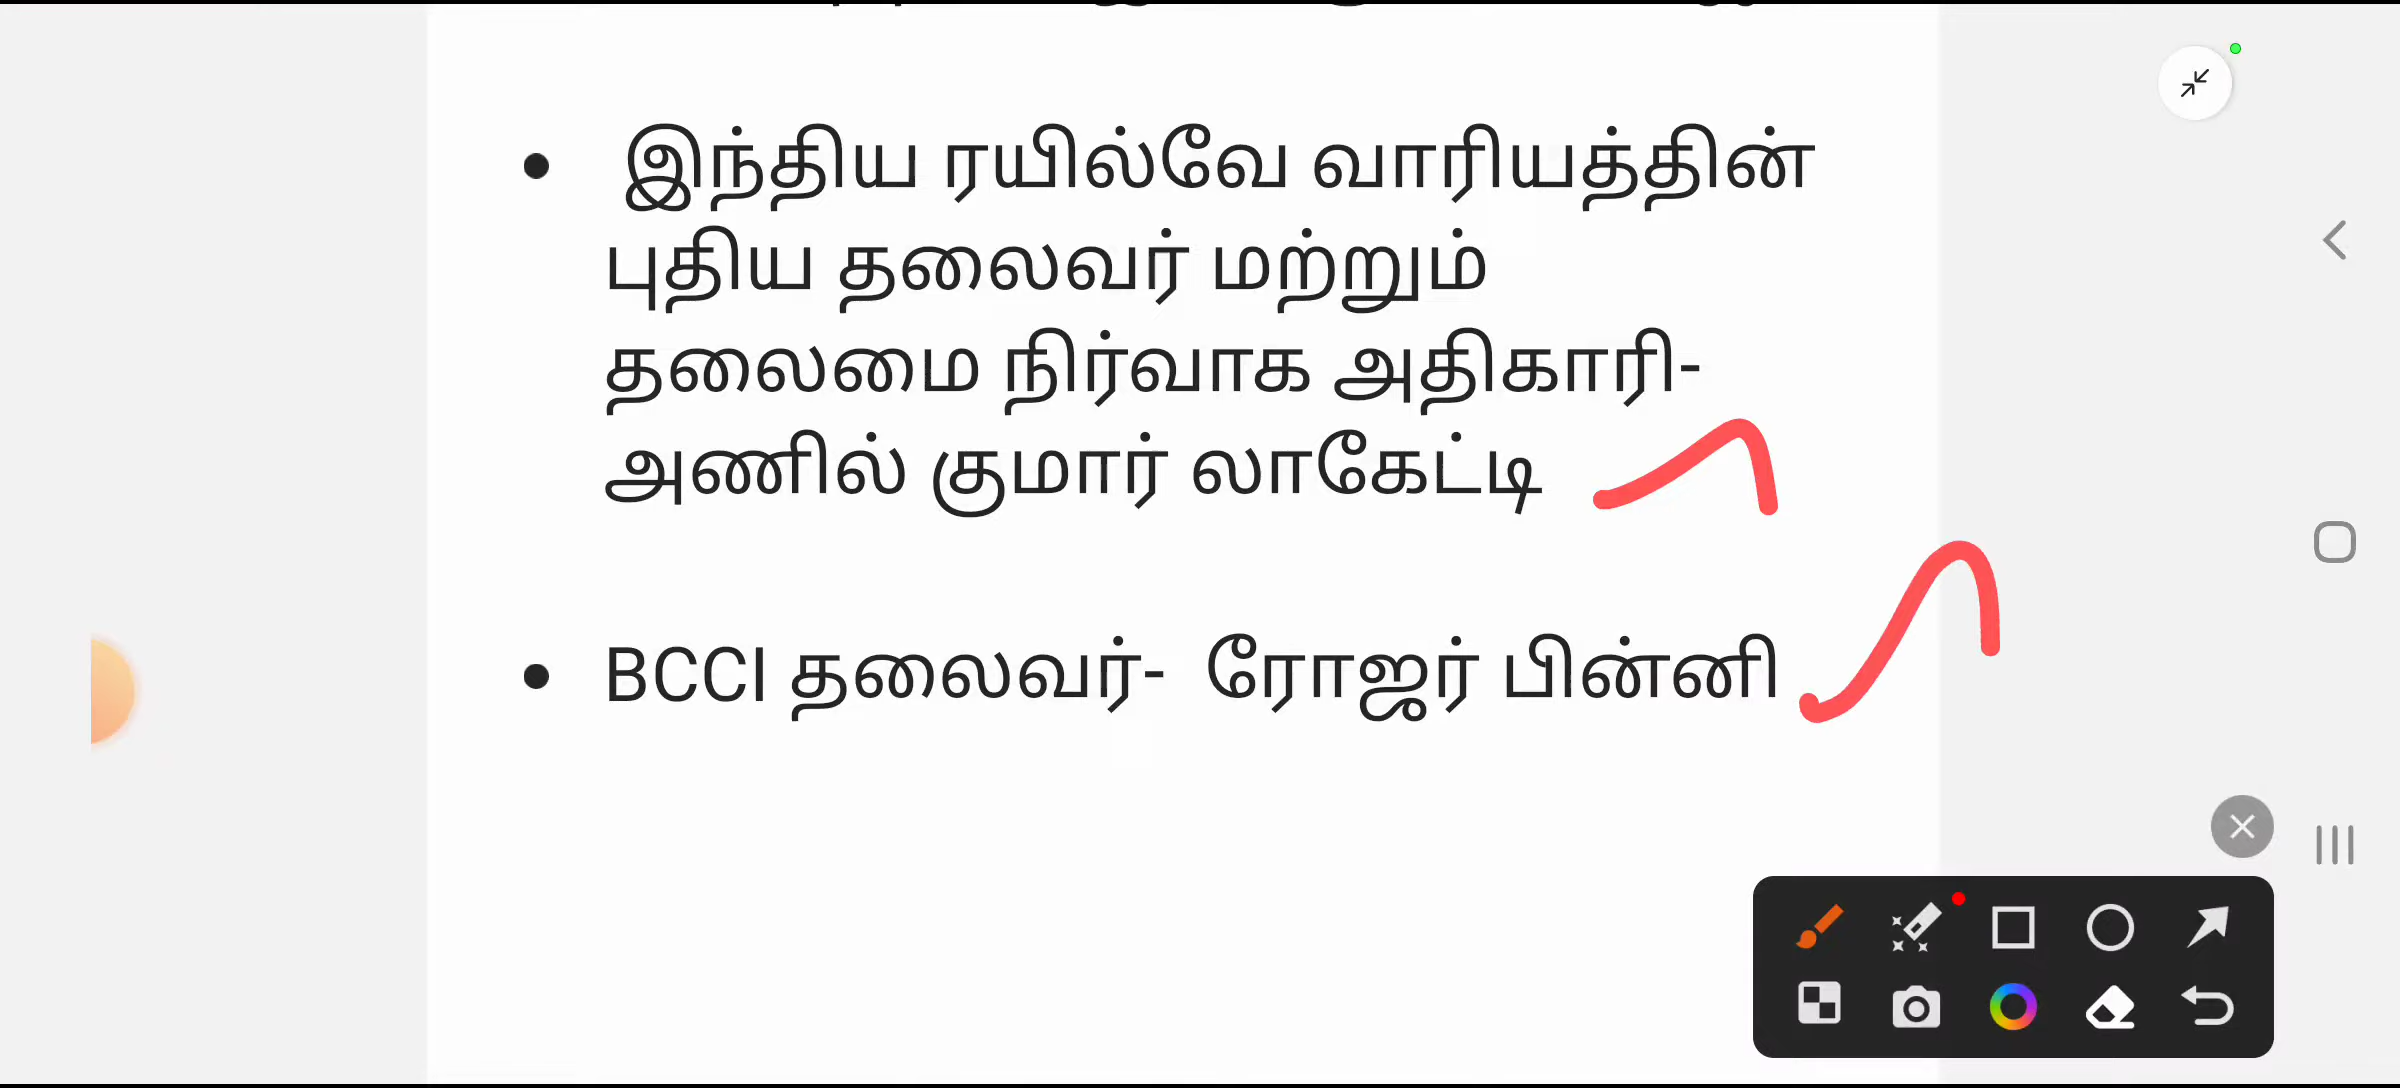 • இந்திய ரயில்வே வாரியத்தின்
புதிய தலைவர் மற்றும்
தலைமை நிர்வாக அதிகாரி-
அணில் குமார் லாகேட்டி
• BCCI தலைவர்- ரோஜர் பின்னி